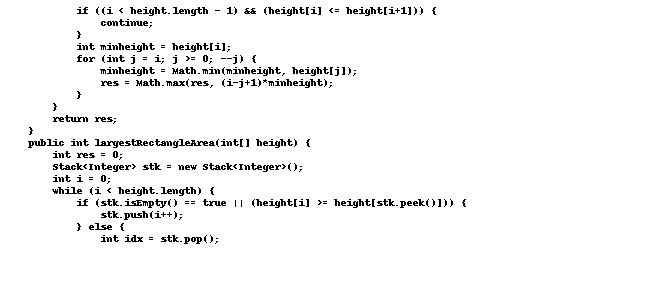 if ((i < height.length - 1) && (height[i] <= height[i+1])) {
continue;
}
int minheight = height[i];
for (int j = i; j >= 0; --j) {
minheight = Math.min(minheight, height[j]);
res = Math.max(res, (i-j+1)*minheight);
}
}
return res;
}
public int largestRectangleArea(int[] height) {
int res = 0;
Stack<Integer> stk = new Stack<Integer>();
int i = 0;
while (i < height.length) {
if (stk.isEmpty() == true || (height[i] >= height[stk.peek()])) {
stk.push(i++);
} else {
int idx = stk.pop();